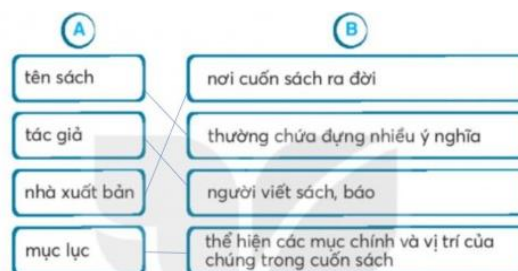 A B
tên sách nơi cuốn sách ra đời
tác giả thường chứa đựng nhiều ý nghĩa
nhà xuất bản người viết sách, báo
mục lục thể hiện các mục chính và vị trí của
chúng trong cuốn sách